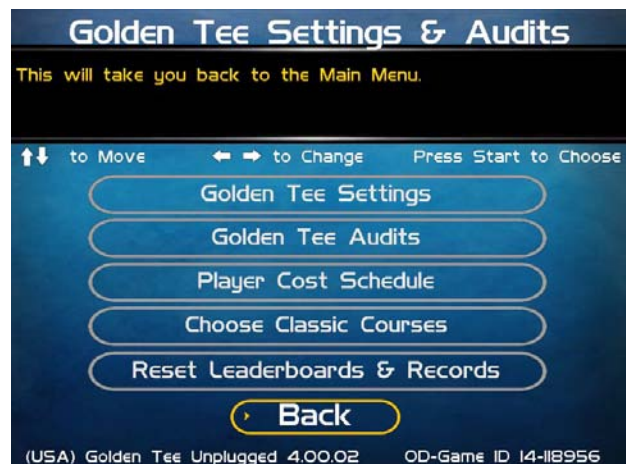 Golden Tee Settings & Audits
This will take you back to the Main Menu.
to Move to Change Press Start to Choose
Golden Tee Settings
Golden Tee Audits
Player Cost Schedule
Choose Classic Courses
Reset Leaderboards & Records
Back
(USA) Golden Tee Unplugged 4.00.02 OD-Game ID 14-118956